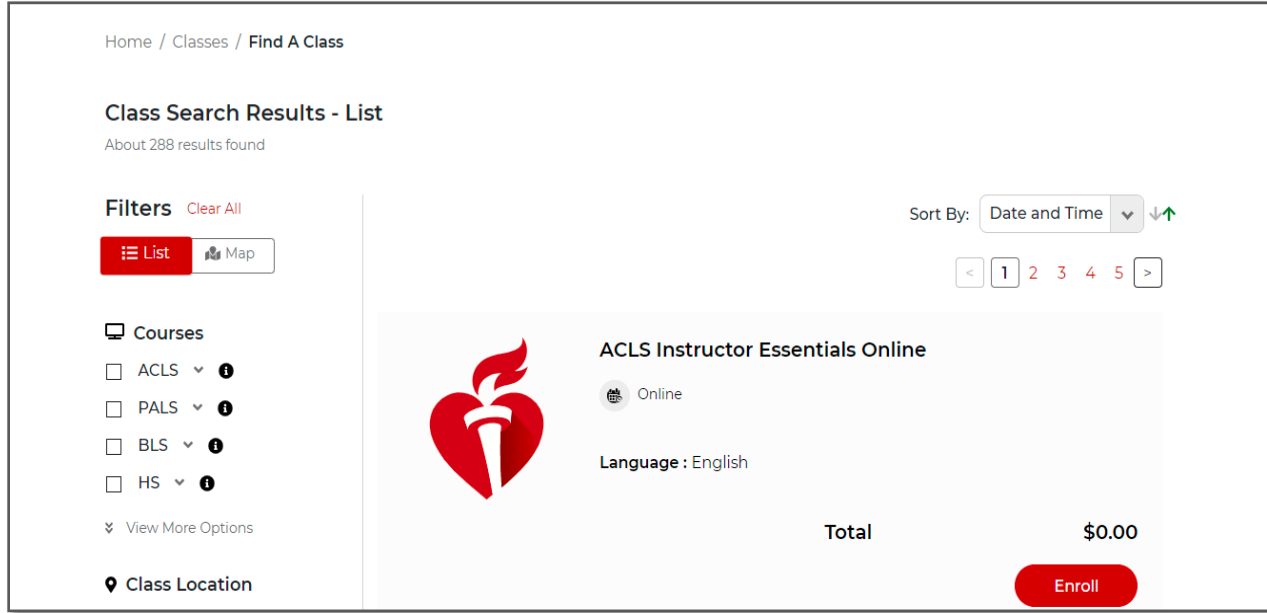 Home / Classes / Find A Class
Class Search Results - List
About 288 results found
Filters Clear All
List Map
Sort By: Date and Time
< 1 2 3 4 5 >
Courses
ACLS
PALS
BLS
HS
View More Options
Class Location
ACLS Instructor Essentials Online
Online
Language : English
Total $0.00
Enroll